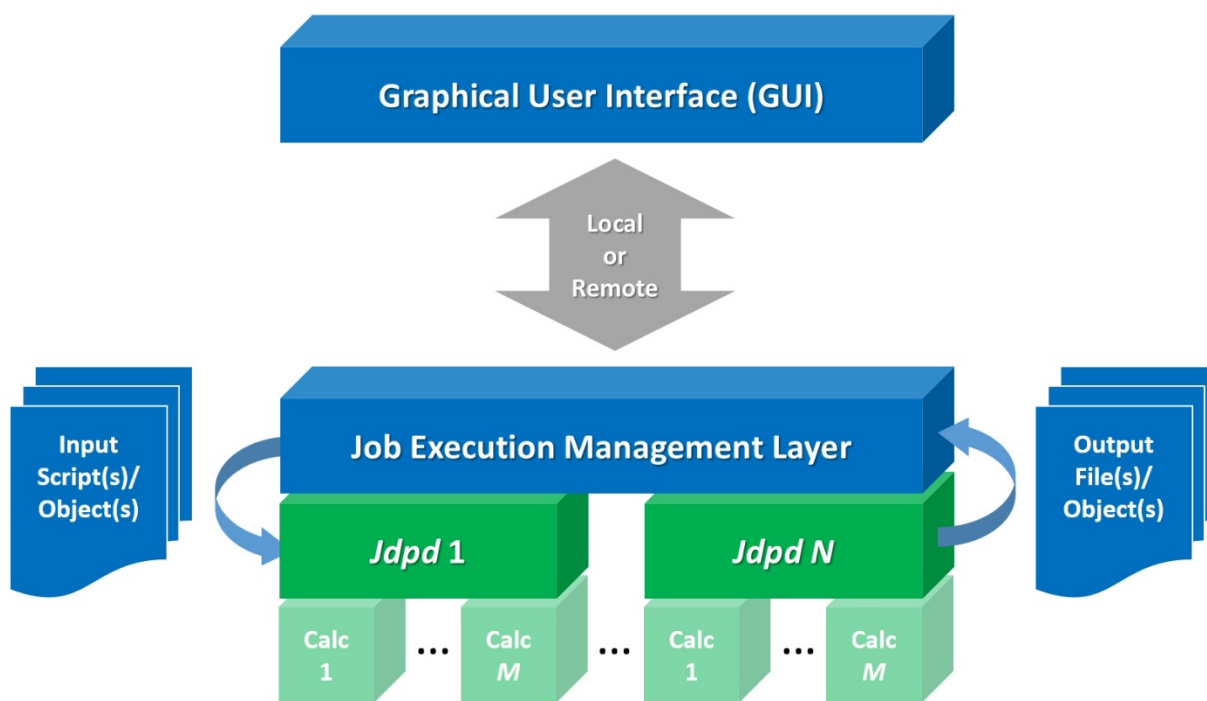 Graphical User Interface (GUI)
Local
or
Remote
Input
Script(s)/
Object(s)
Job Execution Management Layer
Output
File(s)/
Object(s)
Jdpd 1
Jdpd N
Calc
1
...
Calc
M
...
Calc
1
...
Calc
M